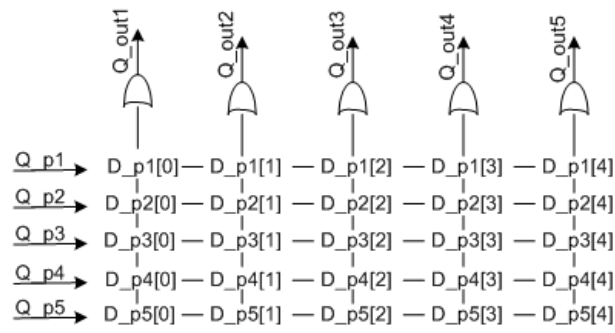 Q_out1 Q_out2 Q_out3 Q_out4 Q_out5
Q_p1 D_p1[0] D_p1[1] D_p1[2] D_p1[3] D_p1[4]
Q_p2 D_p2[0] D_p2[1] D_p2[2] D_p2[3] D_p2[4]
Q_p3 D_p3[0] D_p3[1] D_p3[2] D_p3[3] D_p3[4]
Q_p4 D_p4[0] D_p4[1] D_p4[2] D_p4[3] D_p4[4]
Q_p5 D_p5[0] D_p5[1] D_p5[2] D_p5[3] D_p5[4]